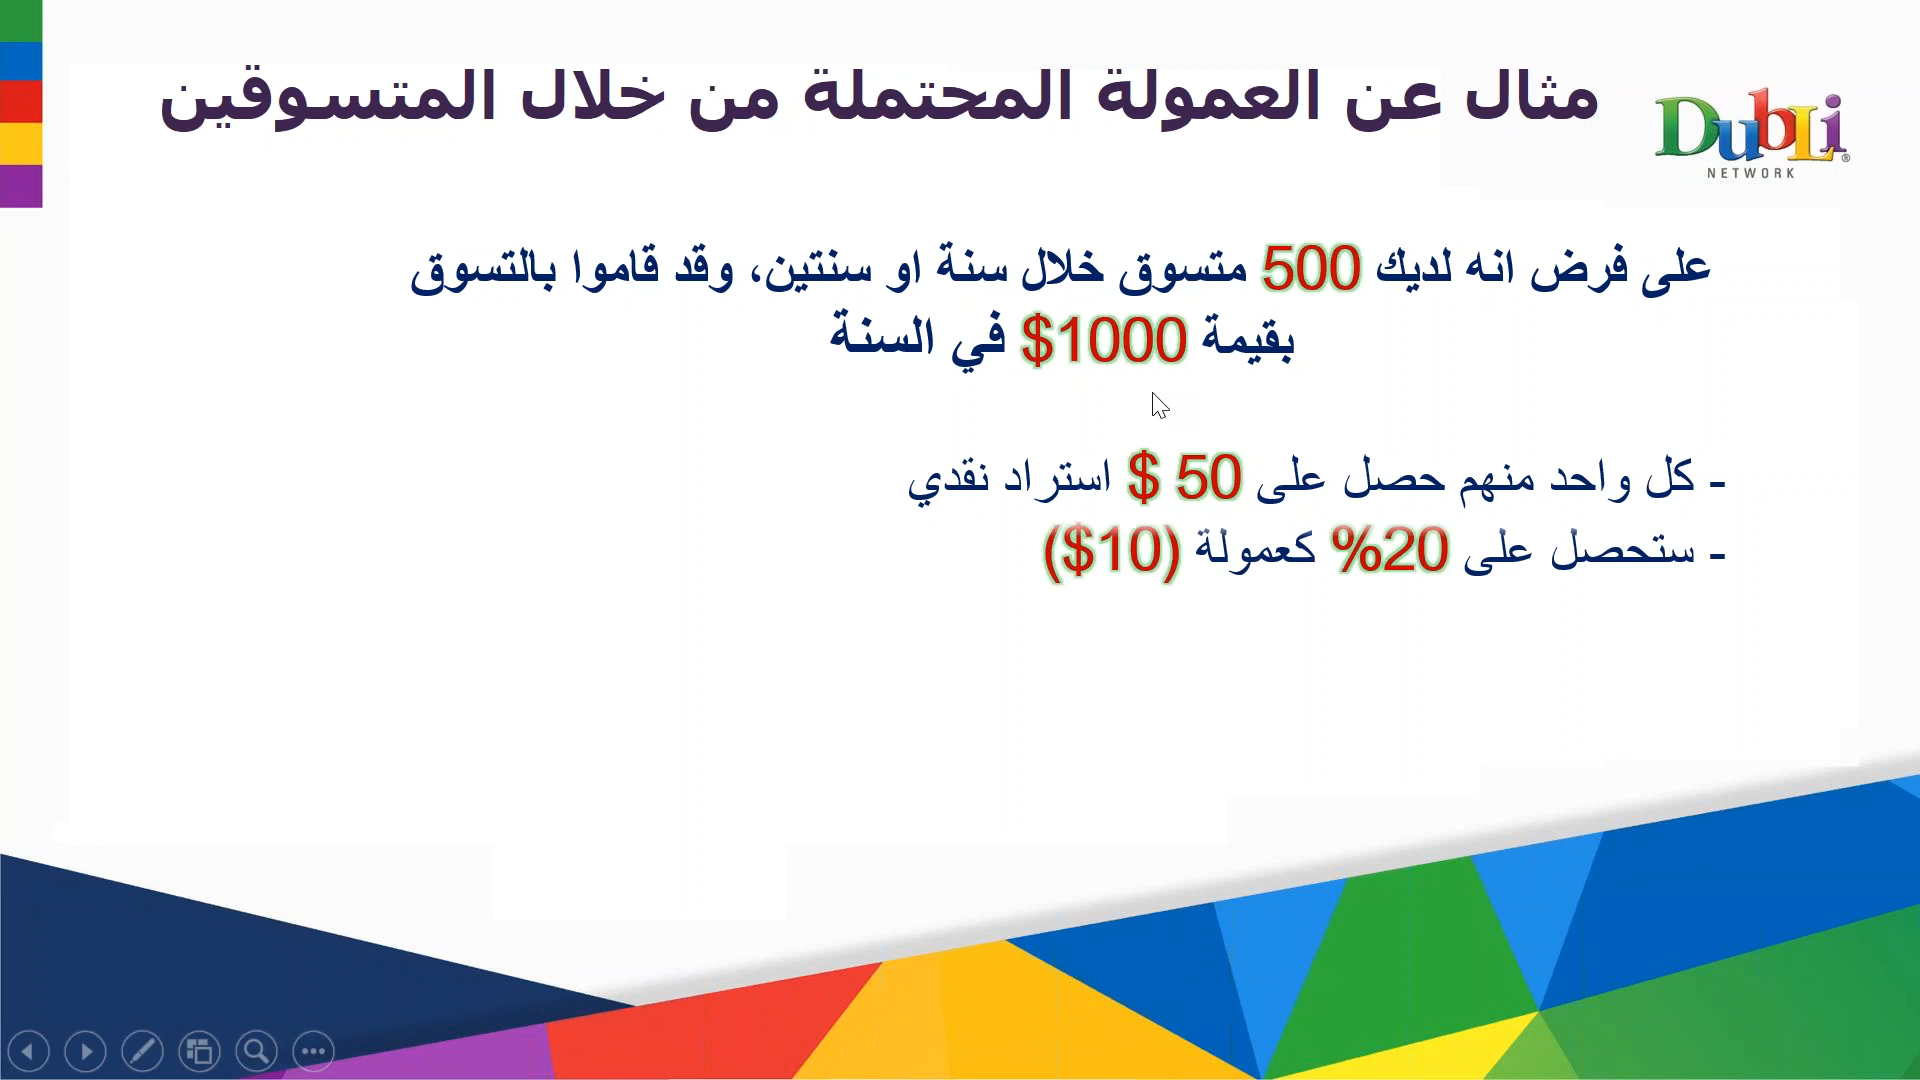 مثال عن العمولة المحتملة من خلال المتسوقين
DubLi®
NETWORK
على فرض انه لديك 500 متسوق خلال سنة او سنتين، وقد قاموا بالتسوق
بقيمة 1000$ في السنة
- كل واحد منهم حصل على 50 $ استراد نقدي
- ستحصل على 20% كعمولة (10$)